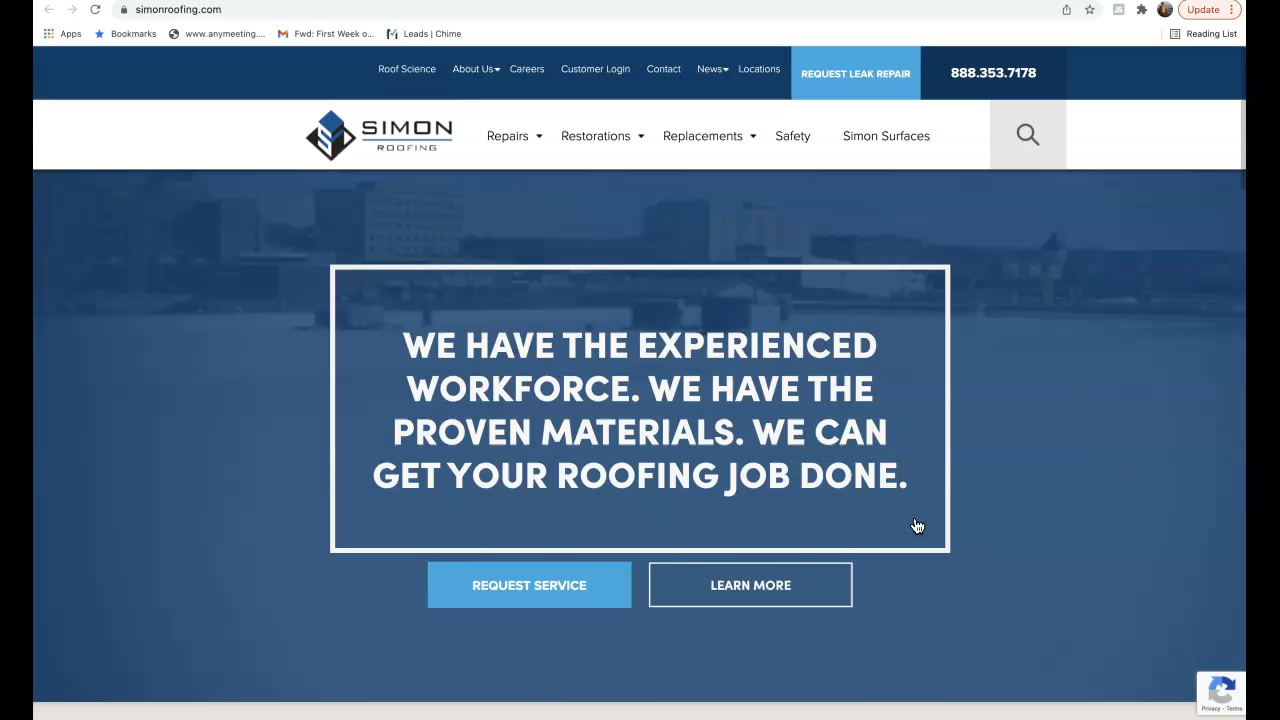 simonroofing.com
Update
Apps
Bookmarks
www.anymeeting....
Fwd: First Week o...
Leads | Chime
Reading List
Roof Science
About Us
Careers
Customer Login
Contact
News
Locations
REQUEST LEAK REPAIR
888.353.7178
SIMON
ROOFING
Repairs
Restorations
Replacements
Safety
Simon Surfaces
WE HAVE THE EXPERIENCED
WORKFORCE. WE HAVE THE
PROVEN MATERIALS. WE CAN
GET YOUR ROOFING JOB DONE.
REQUEST SERVICE
LEARN MORE
Privacy - Terms